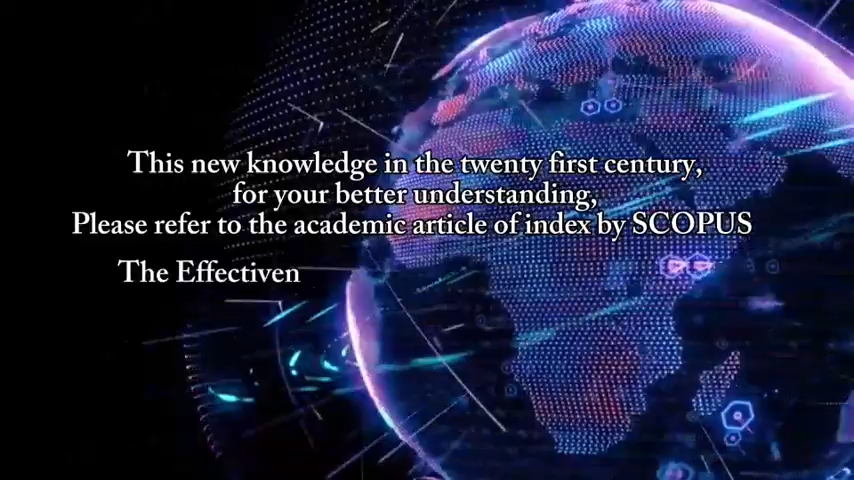 This new knowledge in the twenty first century,
for your better understanding,
Please refer to the academic article of index by SCOPUS
The Effectiven